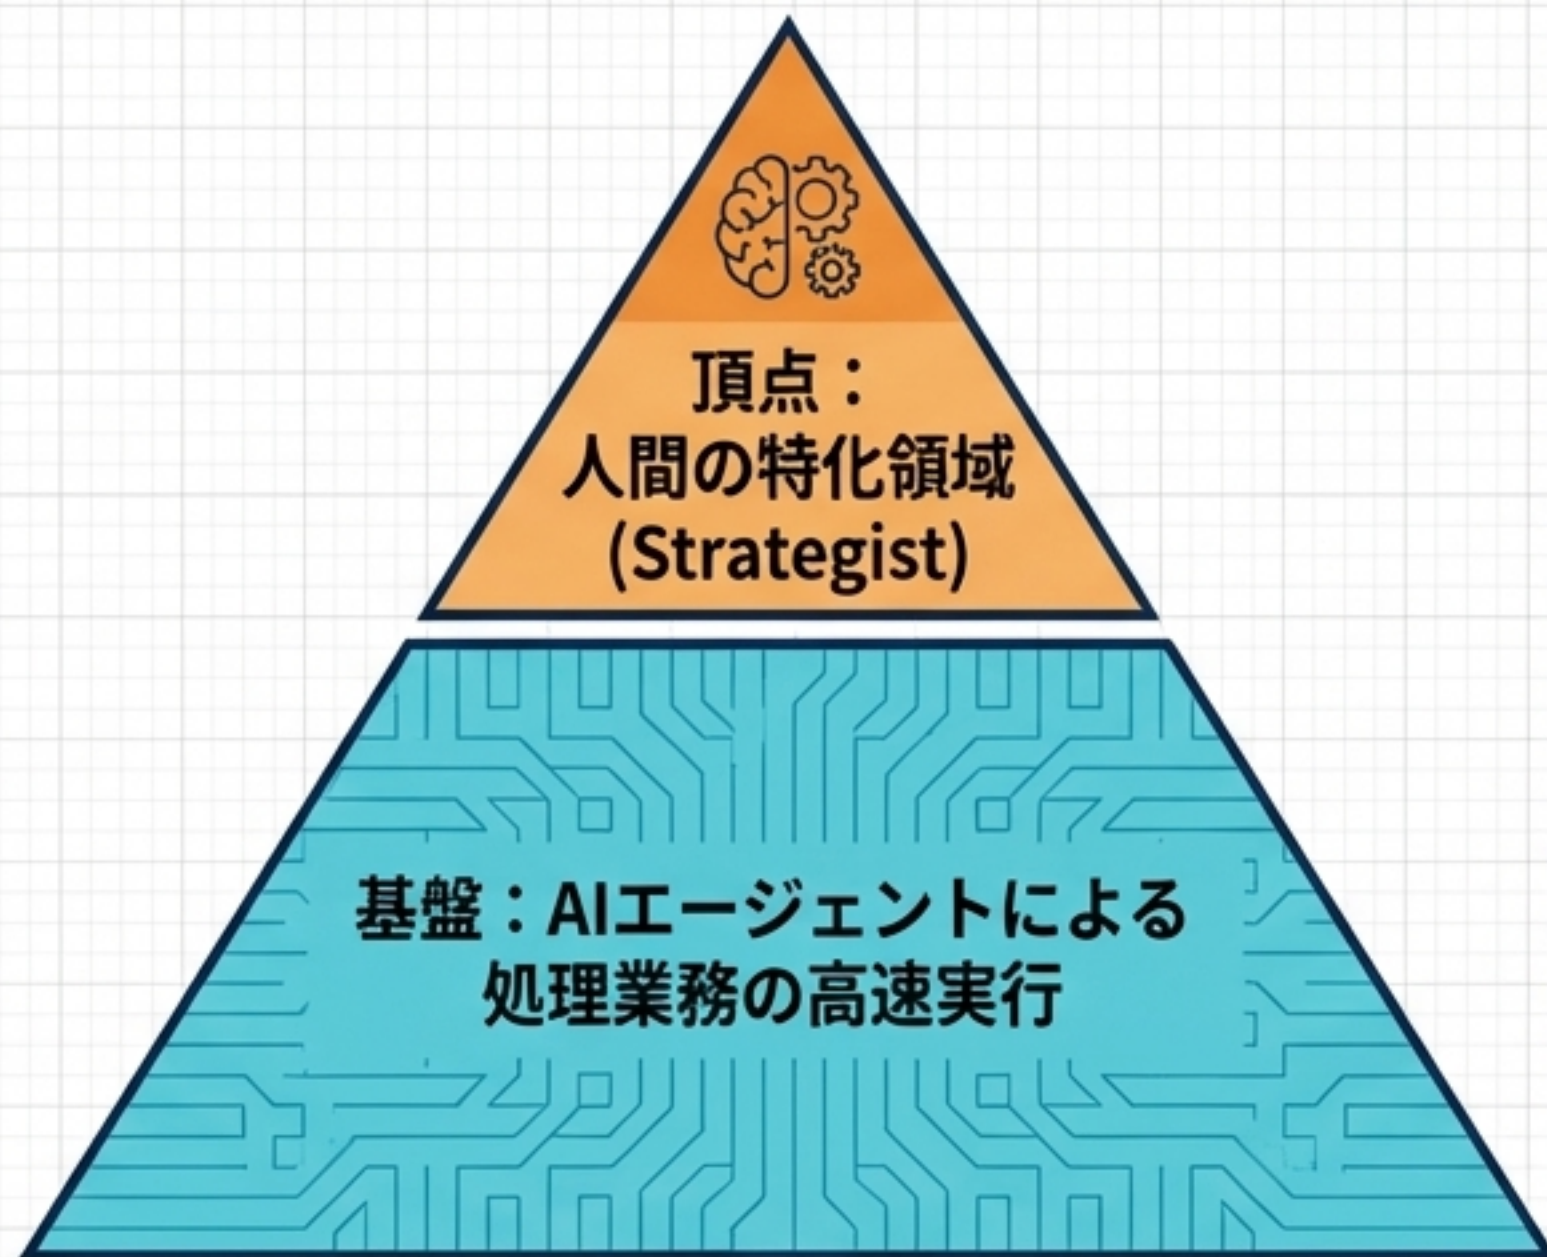 頂点：
人間の特化領域
(Strategist)
基盤：AIエージェントによる
処理業務の高速実行